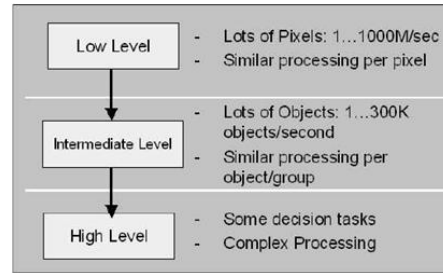 Low Level
- Lots of Pixels: 1...1000M/sec
- Similar processing per pixel
Intermediate Level
- Lots of Objects: 1...300K
objects/second
- Similar processing per
object/group
High Level
- Some decision tasks
- Complex Processing